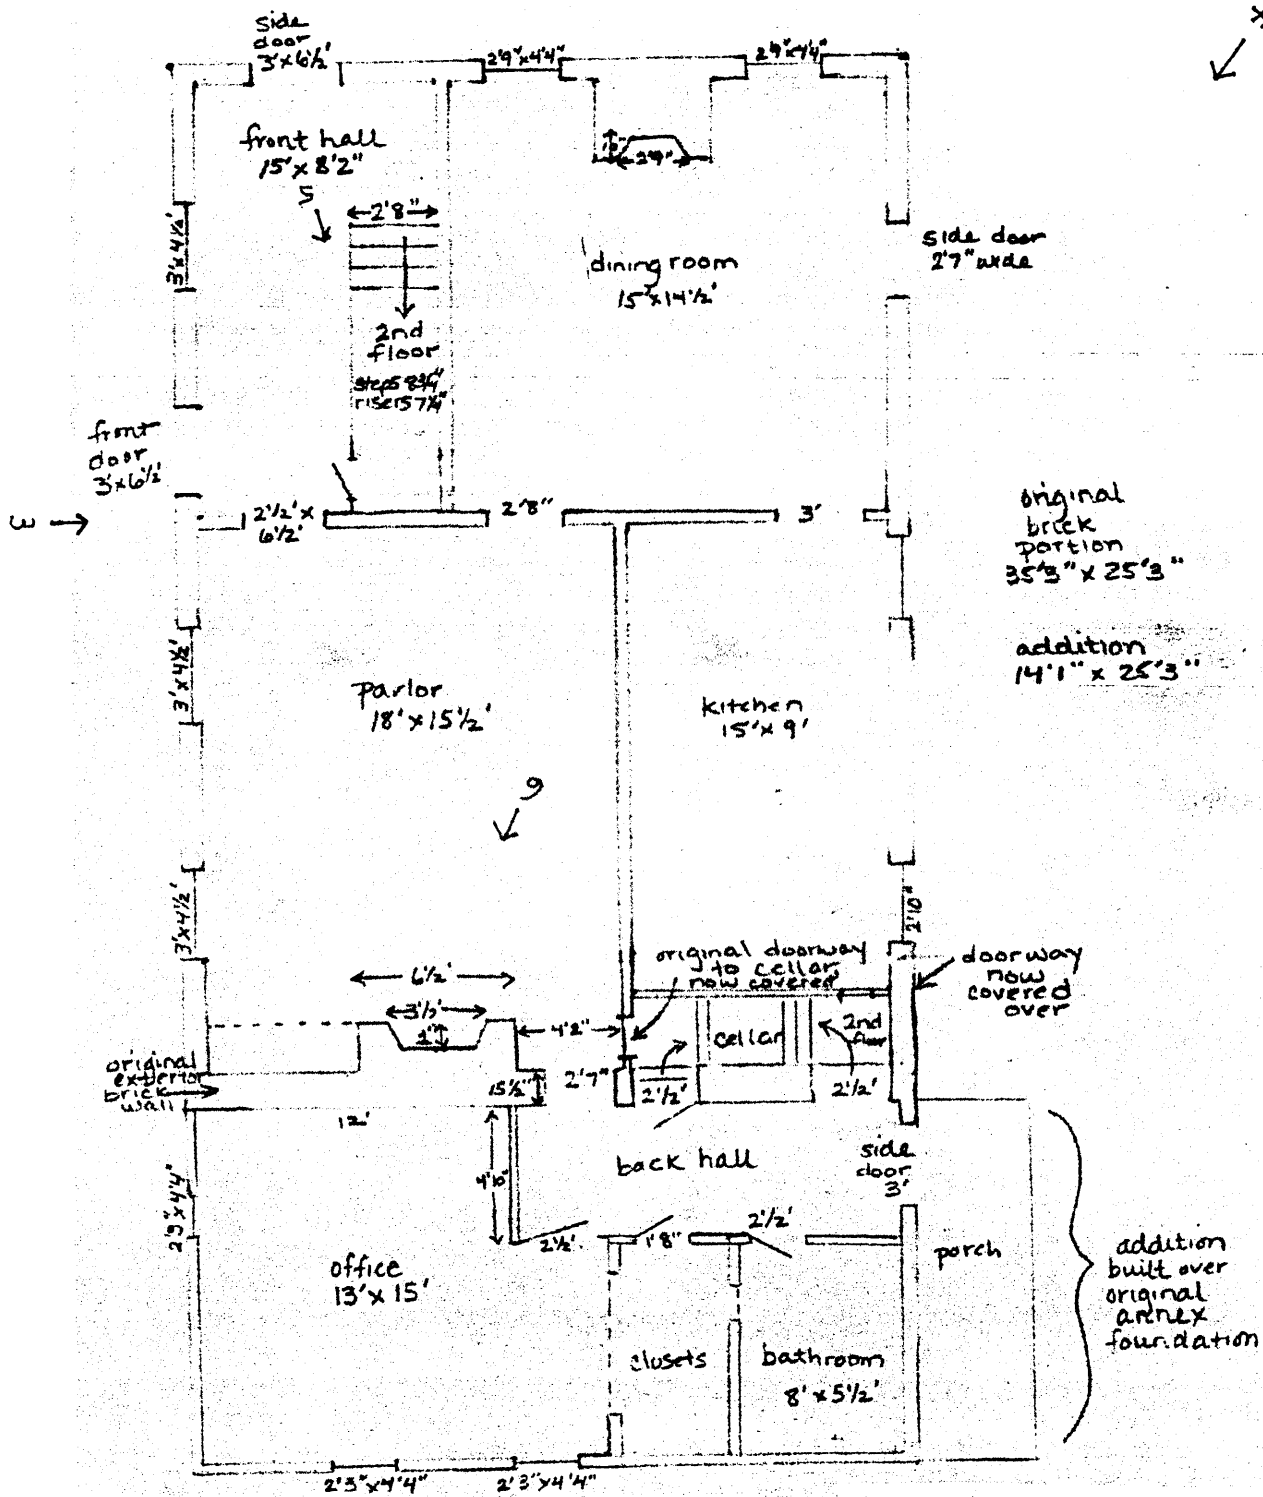 side
door
3'x6½'
2'9"x4'4"
2'9"x4'4"
front hall
15'x8'2"
5
2'9"
3'x4½'
2'8"
side door
2'7" wide
dining room
15'x14½'
2nd
floor
steps 8¾"
risers 7¼"
front
door
3'x6½'
3
2½'x
6½'
2'8"
3'
original
brick
portion
35'3" x 25'3"
addition
14'1" x 25'3"
3'x4½'
parlor
18'x15½'
kitchen
15'x9'
3'x4½'
2'10"
6½'
3½'
4'2"
original doorway
to cellar,
now covered
doorway
now
covered
over
cellar
2nd
floor
original
exterior
brick
wall
15½"
2'7"
2½'
2½'
12'
4'10"
back hall
side
door
3'
2'9"x4'4"
2½'
1'8"
2½'
office
13'x15'
porch
addition
built over
original
annex
foundation
closets
bathroom
8'x5½'
2'3"x4'4"
2'3"x4'4"